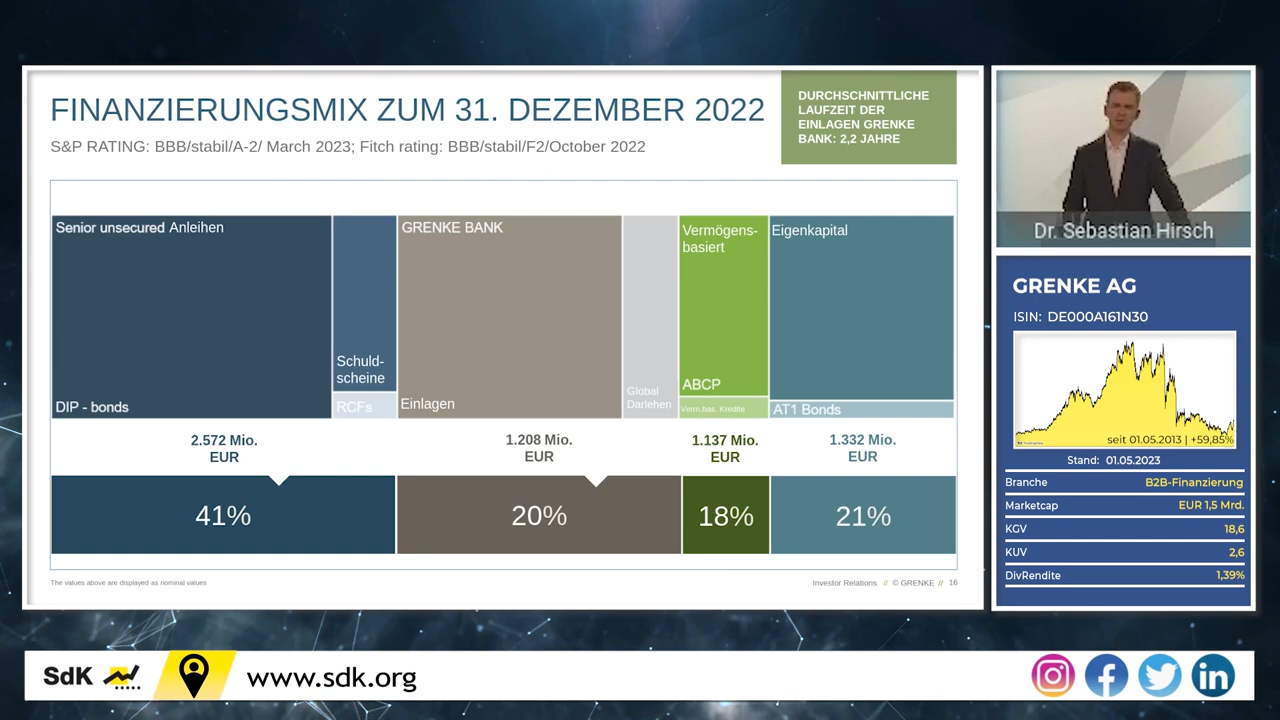 FINANZIERUNGSMIX ZUM 31. DEZEMBER 2022
S&P RATING: BBB/stabil/A-2/ March 2023; Fitch rating: BBB/stabil/F2/October 2022
DURCHSCHNITTLICHE
LAUFZEIT DER
EINLAGEN GRENKE
BANK: 2,2 JAHRE
Senior unsecured Anleihen
DIP - bonds
Schuld-
scheine
RCFs
GRENKE BANK
Einlagen
Global
Darlehen
Vermögens-
basiert
ABCP
Verm.bas. Kredite
Eigenkapital
AT1 Bonds
2.572 Mio.
EUR
1.208 Mio.
EUR
1.137 Mio.
EUR
1.332 Mio.
EUR
41%
20%
18%
21%
The values above are displayed as nominal values
Investor Relations // © GRENKE // 16
Dr. Sebastian Hirsch
GRENKE AG
ISIN: DE000A161N30
seit 01.05.2013 | +59,85%
Stand: 01.05.2023
Branche B2B-Finanzierung
Marketcap EUR 1,5 Mrd.
KGV 18,6
KUV 2,6
DivRendite 1,39%
SdK
www.sdk.org